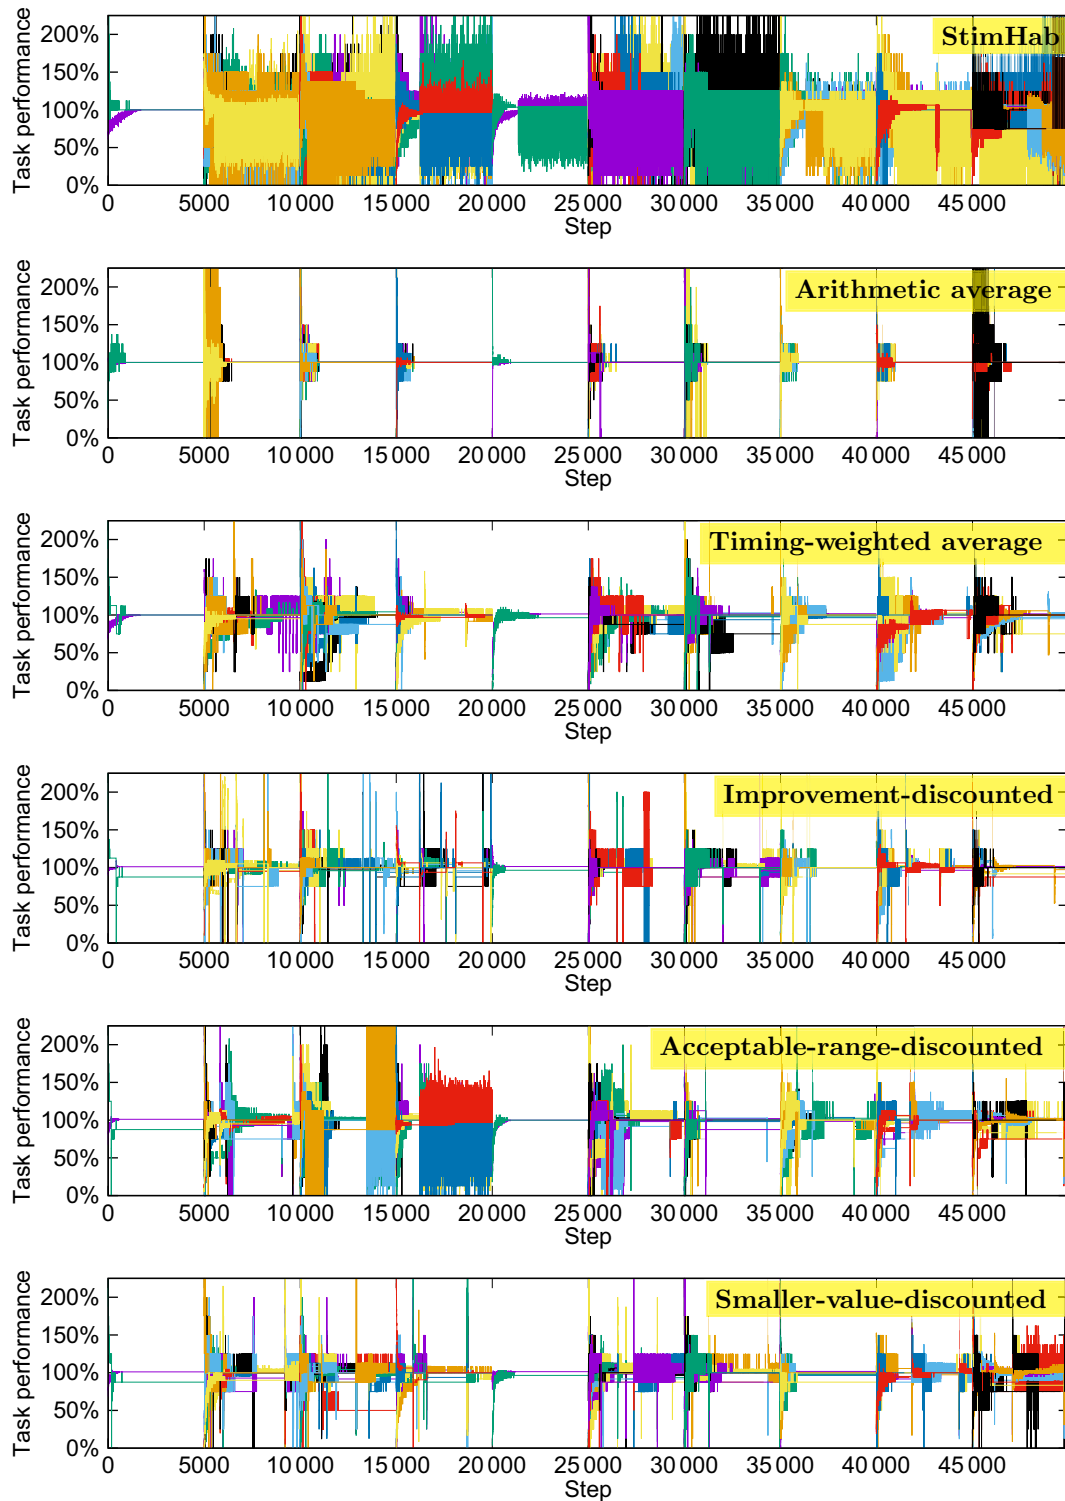 StimHab
Task performance
200%
150%
100%
50%
0%
0 5000 10 000 15 000 20 000 25 000 30 000 35 000 40 000 45 000
Step
Arithmetic average
Task performance
200%
150%
100%
50%
0%
0 5000 10 000 15 000 20 000 25 000 30 000 35 000 40 000 45 000
Step
Timing-weighted average
Task performance
200%
150%
100%
50%
0%
0 5000 10 000 15 000 20 000 25 000 30 000 35 000 40 000 45 000
Step
Improvement-discounted
Task performance
200%
150%
100%
50%
0%
0 5000 10 000 15 000 20 000 25 000 30 000 35 000 40 000 45 000
Step
Acceptable-range-discounted
Task performance
200%
150%
100%
50%
0%
0 5000 10 000 15 000 20 000 25 000 30 000 35 000 40 000 45 000
Step
Smaller-value-discounted
Task performance
200%
150%
100%
50%
0%
0 5000 10 000 15 000 20 000 25 000 30 000 35 000 40 000 45 000
Step